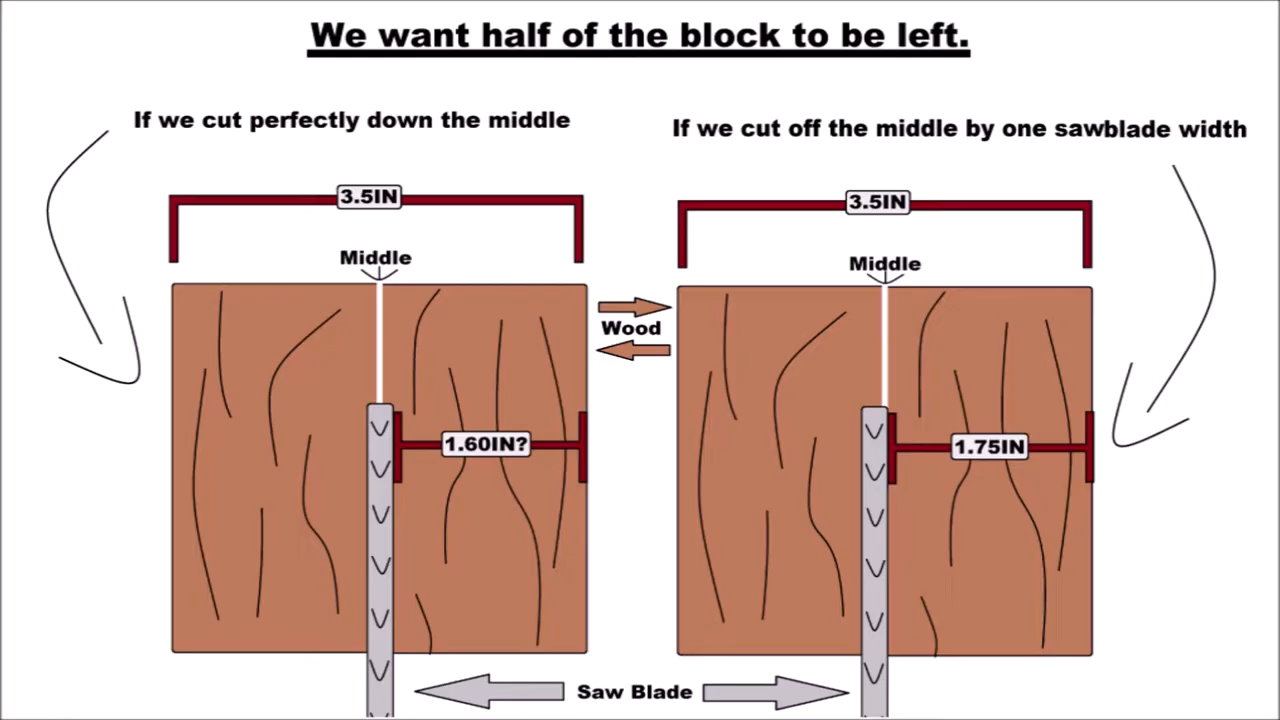 We want half of the block to be left.
If we cut perfectly down the middle
If we cut off the middle by one sawblade width
3.5IN
3.5IN
Middle
Middle
Wood
1.60IN?
1.75IN
Saw Blade